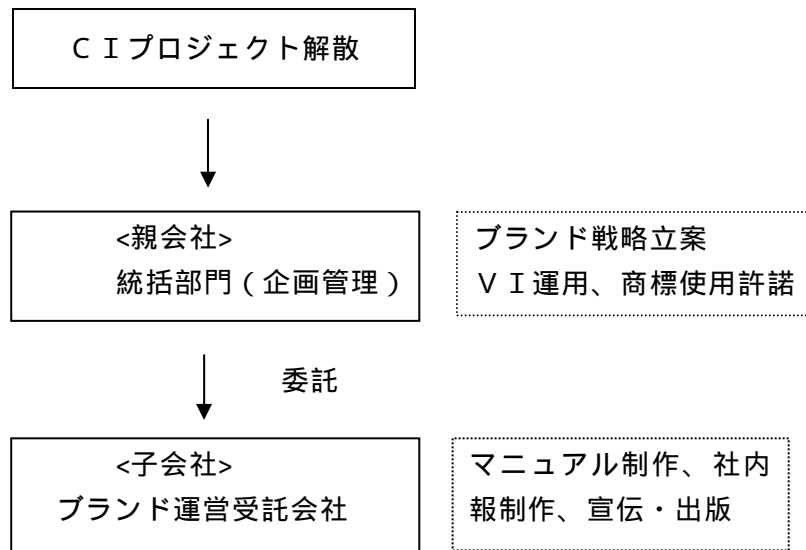 ＣＩプロジェクト解散
<親会社>
統括部門（企画管理）
ブランド戦略立案
ＶＩ運用、商標使用許諾
委託
<子会社>
ブランド運営受託会社
マニュアル制作、社内
報制作、宣伝・出版